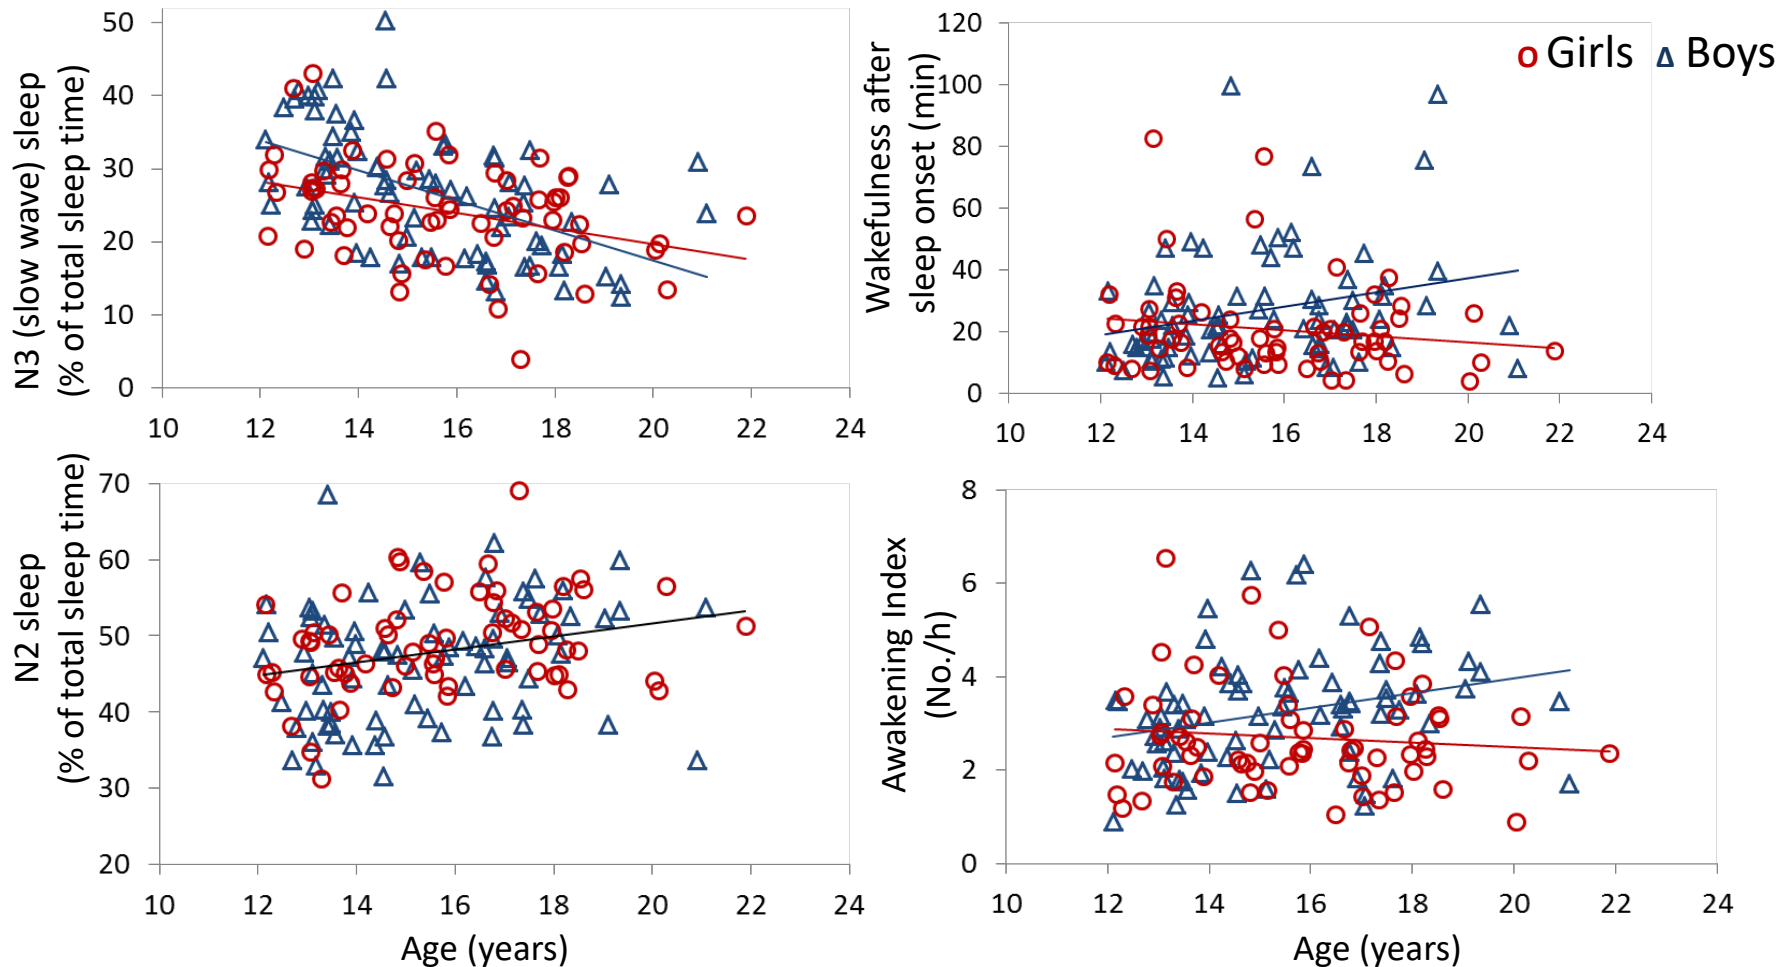 N3 (slow wave) sleep
(% of total sleep time)
50
40
30
20
10
0
10 12 14 16 18 20 22 24
Wakefulness after
sleep onset (min)
120
100
80
60
40
20
0
10 12 14 16 18 20 22 24
Girls Boys
N2 sleep
(% of total sleep time)
70
60
50
40
30
20
10 12 14 16 18 20 22 24
Age (years)
Awakening Index
(No./h)
8
6
4
2
0
10 12 14 16 18 20 22 24
Age (years)